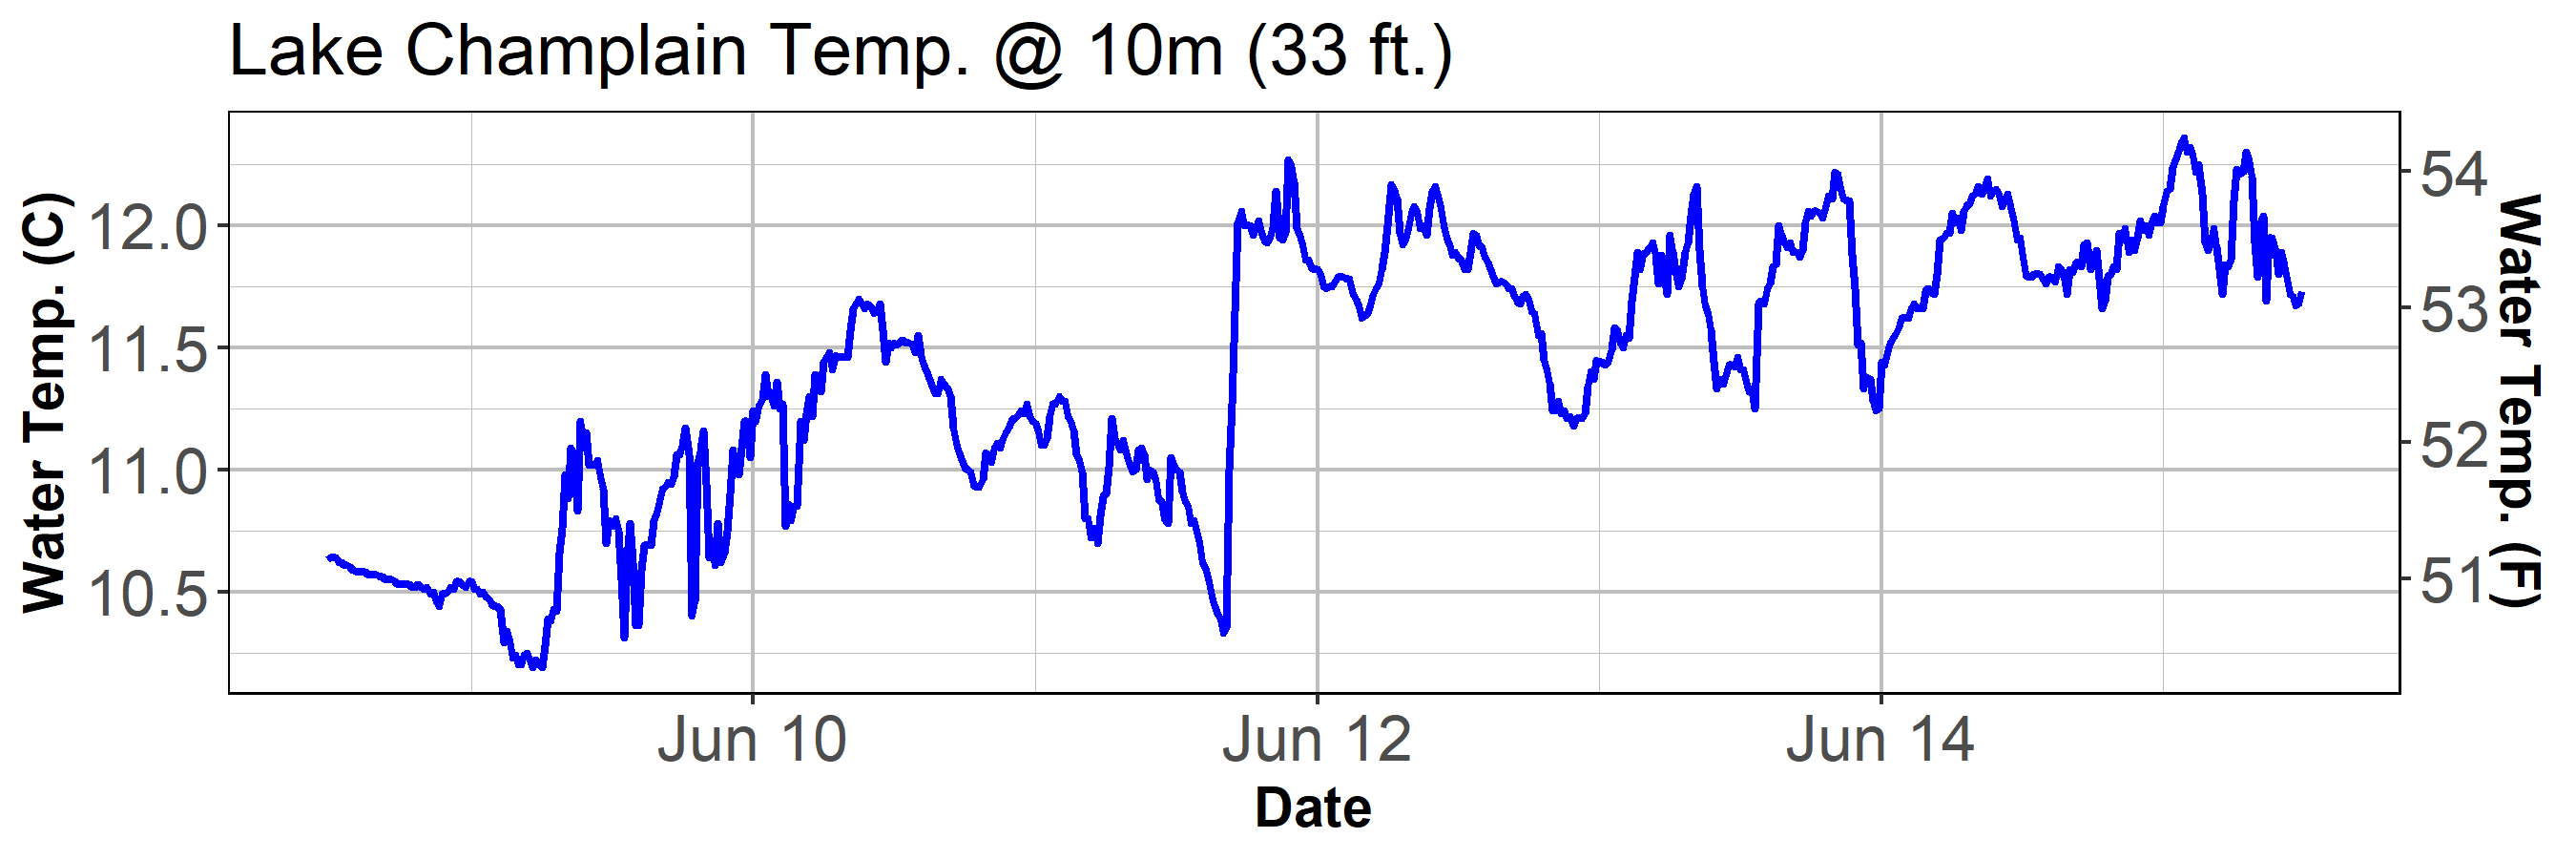 Lake Champlain Temp. @ 10m (33 ft.)
Water Temp. (C)
12.0
11.5
11.0
10.5
54
53
52
51
Water Temp. (F)
Jun 10 Jun 12 Jun 14
Date